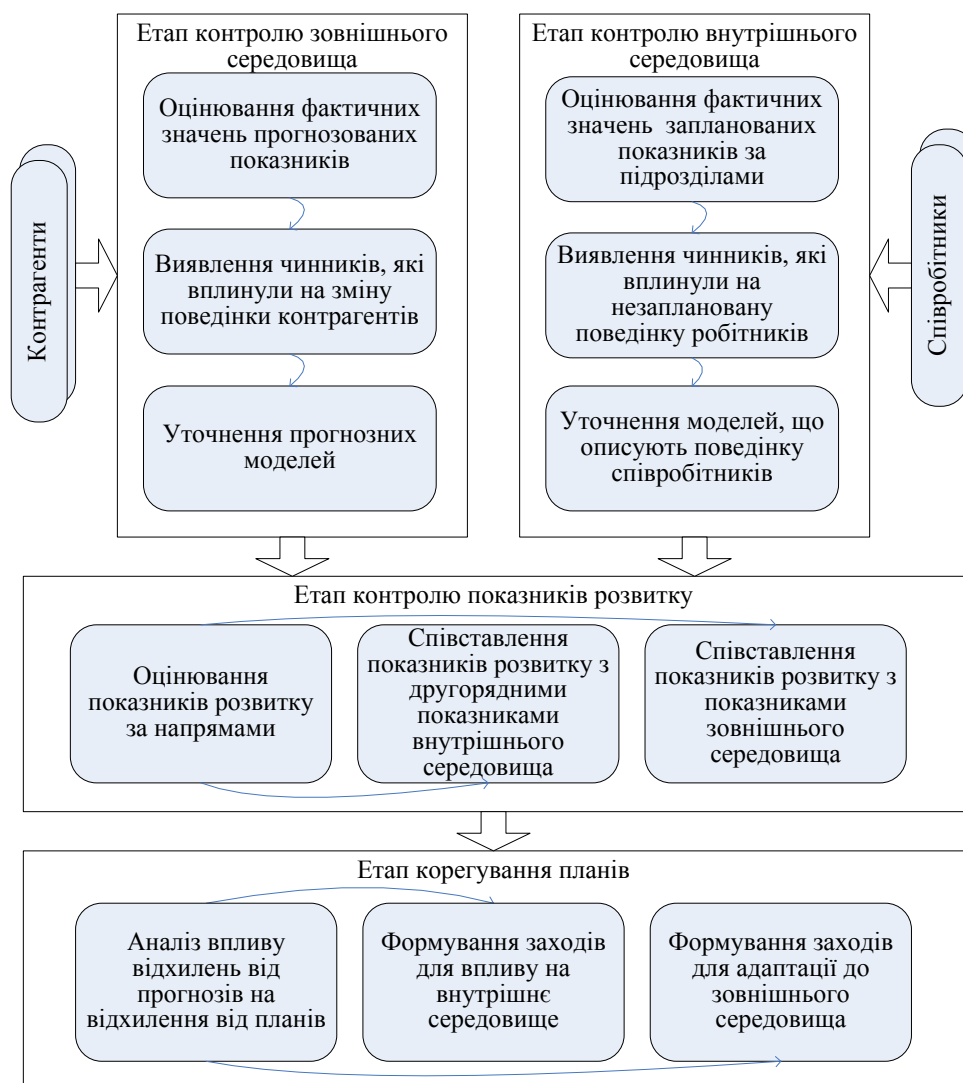 Етап контролю зовнішнього
середовища
Оцінювання фактичних
значень прогнозованих
показників
Виявлення чинників, які
вплинули на зміну
поведінки контрагентів
Уточнення прогнозних
моделей
Контрагенти
Етап контролю внутрішнього
середовища
Оцінювання фактичних
значень запланованих
показників за
підрозділами
Виявлення чинників, які
вплинули на
незаплановану
поведінку робітників
Уточнення моделей, що
описують поведінку
співробітників
Співробітники
Етап контролю показників розвитку
Оцінювання
показників розвитку
за напрямами
Співставлення
показників розвитку з
другорядними
показниками
внутрішнього
середовища
Співставлення
показників розвитку з
показниками
зовнішнього
середовища
Етап корегування планів
Аналіз впливу
відхилень від
прогнозів на
відхилення від планів
Формування заходів
для впливу на
внутрішнє
середовище
Формування заходів
для адаптації до
зовнішнього
середовища